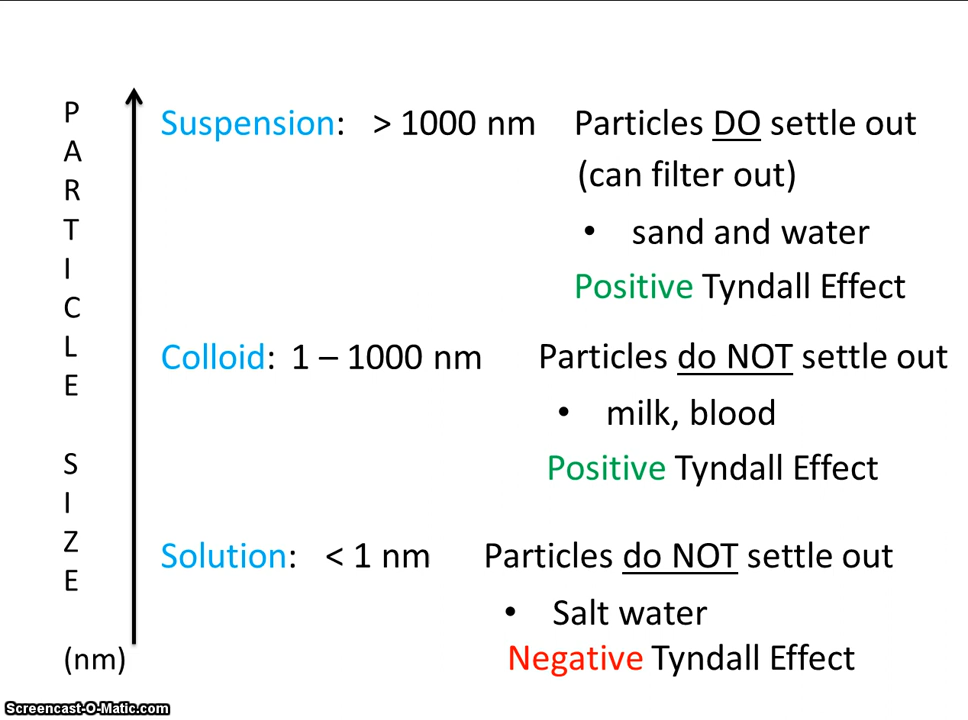 PARTICLE SIZE
(nm)
Suspension: > 1000 nm Particles DO settle out
(can filter out)
• sand and water
Positive Tyndall Effect
Colloid: 1 – 1000 nm Particles do NOT settle out
• milk, blood
Positive Tyndall Effect
Solution: < 1 nm Particles do NOT settle out
• Salt water
Negative Tyndall Effect
Screencast-O-Matic.com